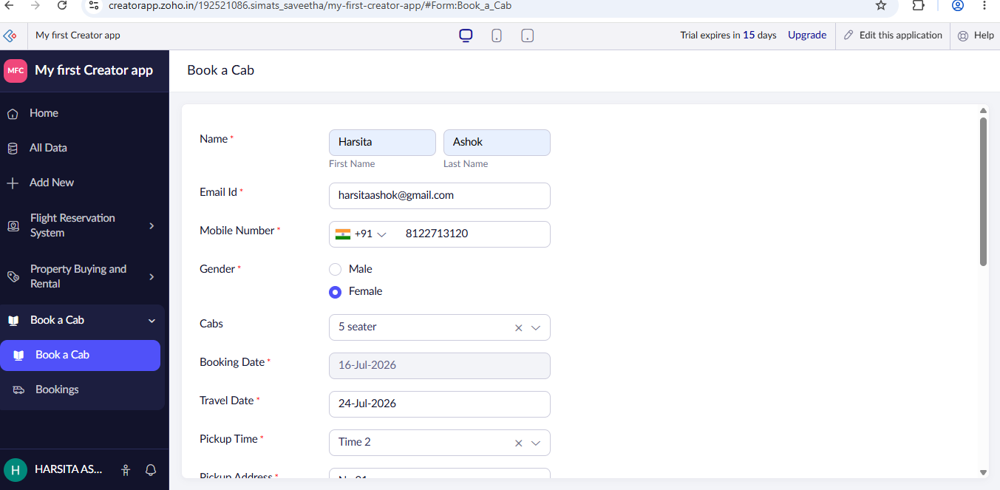 creatorapp.zoho.in/192521086.simats_saveetha/my-first-creator-app/#Form:Book_a_Cab
My first Creator app
Trial expires in 15 days Upgrade
Edit this application
Help
MFC My first Creator app
Home
All Data
Add New
Flight Reservation
System
Property Buying and
Rental
Book a Cab
Book a Cab
Bookings
H HARSITA AS...
Book a Cab
Name *
Harsita
Ashok
First Name
Last Name
Email Id *
harsitaashok@gmail.com
Mobile Number *
+91 8122713120
Gender *
Male
Female
Cabs
5 seater
Booking Date *
16-Jul-2026
Travel Date *
24-Jul-2026
Pickup Time *
Time 2
Pickup Address *